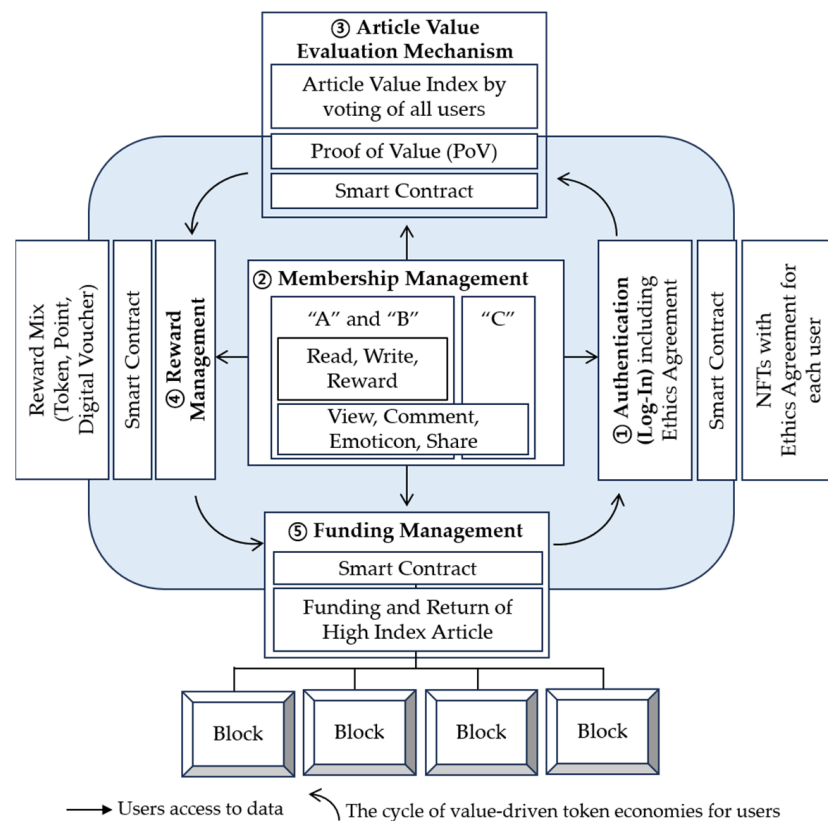 ③ Article Value
Evaluation Mechanism
Article Value Index by
voting of all users
Proof of Value (PoV)
Smart Contract
Reward Mix
(Token, Point,
Digital Voucher)
Smart Contract
④ Reward
Management
② Membership Management
“A” and “B”
“C”
Read, Write,
Reward
View, Comment,
Emoticon, Share
① Authentication
(Log-In) including
Ethics Agreement
Smart Contract
NFTs with
Ethics Agreement for
each user
⑤ Funding Management
Smart Contract
Funding and Return of
High Index Article
Block
Block
Block
Block
Users access to data
The cycle of value-driven token economies for users